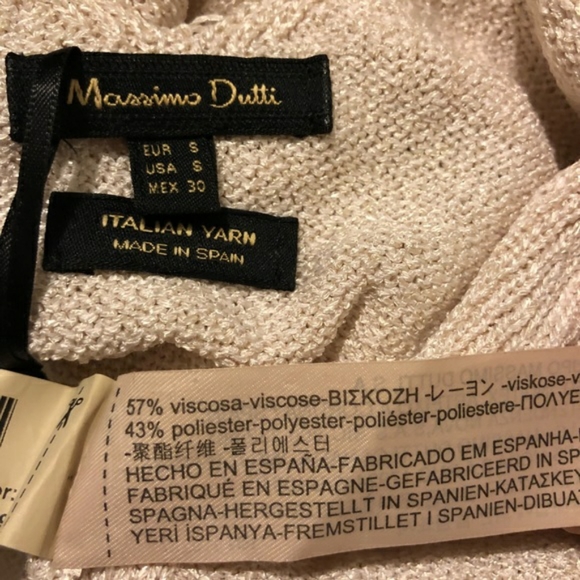 Massimo Dutti
EUR S
USA S
MEX 30
ITALIAN YARN
MADE IN SPAIN
57% viscosa-viscose-ΒΙΣΚΟΖΗ -レーヨン -viskose-v
43% poliester-polyester-poliéster-poliestere-ΠΟΛΥΕ
-聚酯纤维 -폴리에스터
HECHO EN ESPAÑA-FABRICADO EM ESPANHA-
FABRIQUÉ EN ESPAGNE-GEFABRICEERD IN SP
SPAGNA-HERGESTELLT IN SPANIEN-ΚΑΤΑΣΚΕΥ
YERİ İSPANYA-FREMSTILLET I SPANIEN-DIBUA